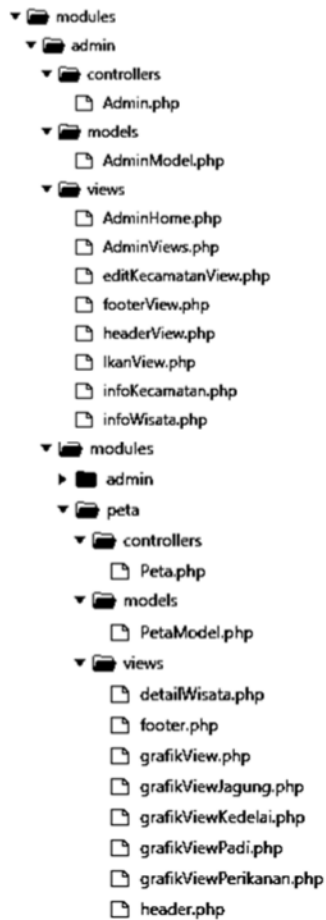 modules
admin
controllers
Admin.php
models
AdminModel.php
views
AdminHome.php
AdminViews.php
editKecamatanView.php
footerView.php
headerView.php
IkanView.php
infoKecamatan.php
infoWisata.php
modules
admin
peta
controllers
Peta.php
models
PetaModel.php
views
detailWisata.php
footer.php
grafikView.php
grafikViewJagung.php
grafikViewKedelai.php
grafikViewPadi.php
grafikViewPerikanan.php
header.php